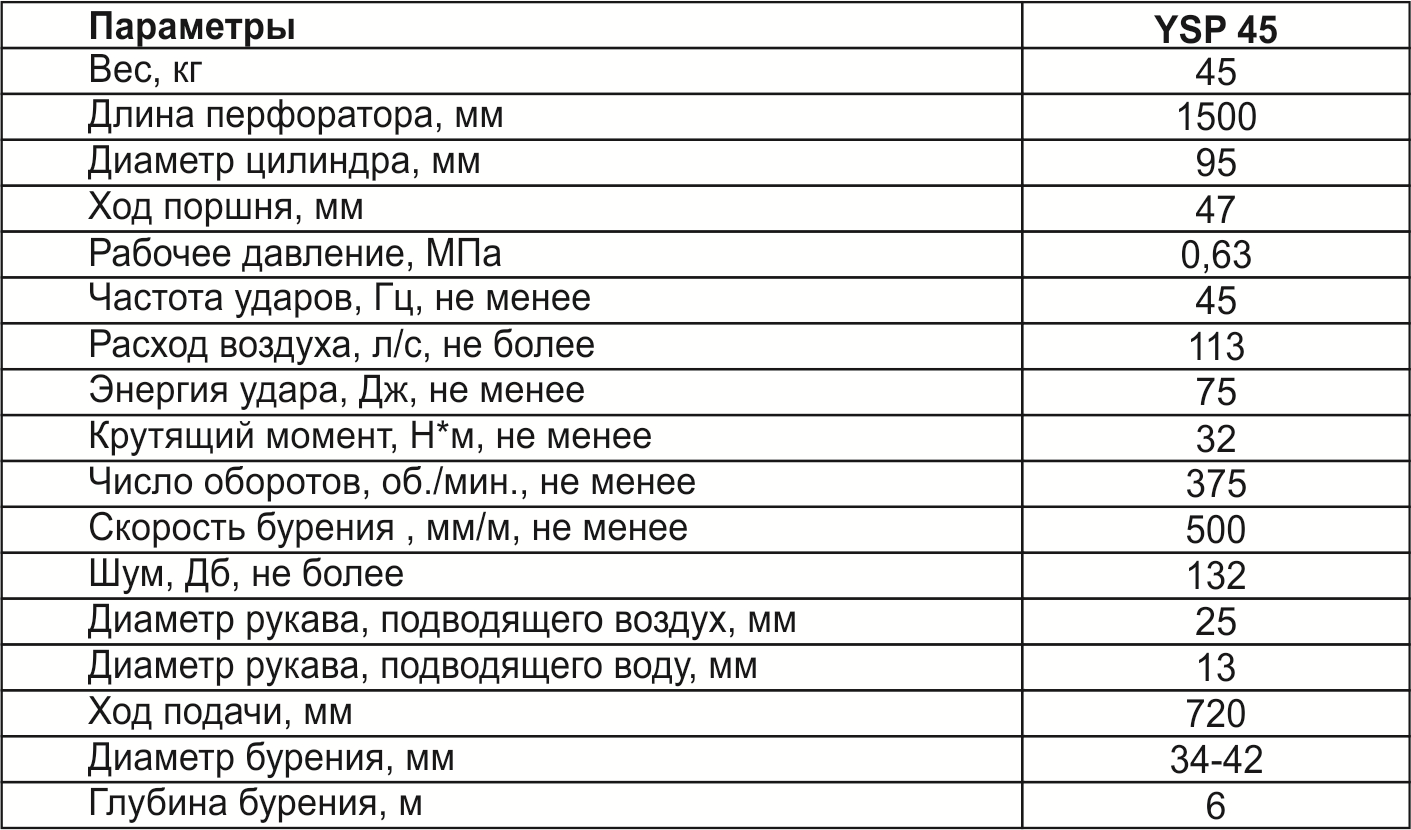 Параметры YSP 45
Вес, кг 45
Длина перфоратора, мм 1500
Диаметр цилиндра, мм 95
Ход поршня, мм 47
Рабочее давление, МПа 0,63
Частота ударов, Гц, не менее 45
Расход воздуха, л/с, не более 113
Энергия удара, Дж, не менее 75
Крутящий момент, Н*м, не менее 32
Число оборотов, об./мин., не менее 375
Скорость бурения , мм/м, не менее 500
Шум, Дб, не более 132
Диаметр рукава, подводящего воздух, мм 25
Диаметр рукава, подводящего воду, мм 13
Ход подачи, мм 720
Диаметр бурения, мм 34-42
Глубина бурения, м 6